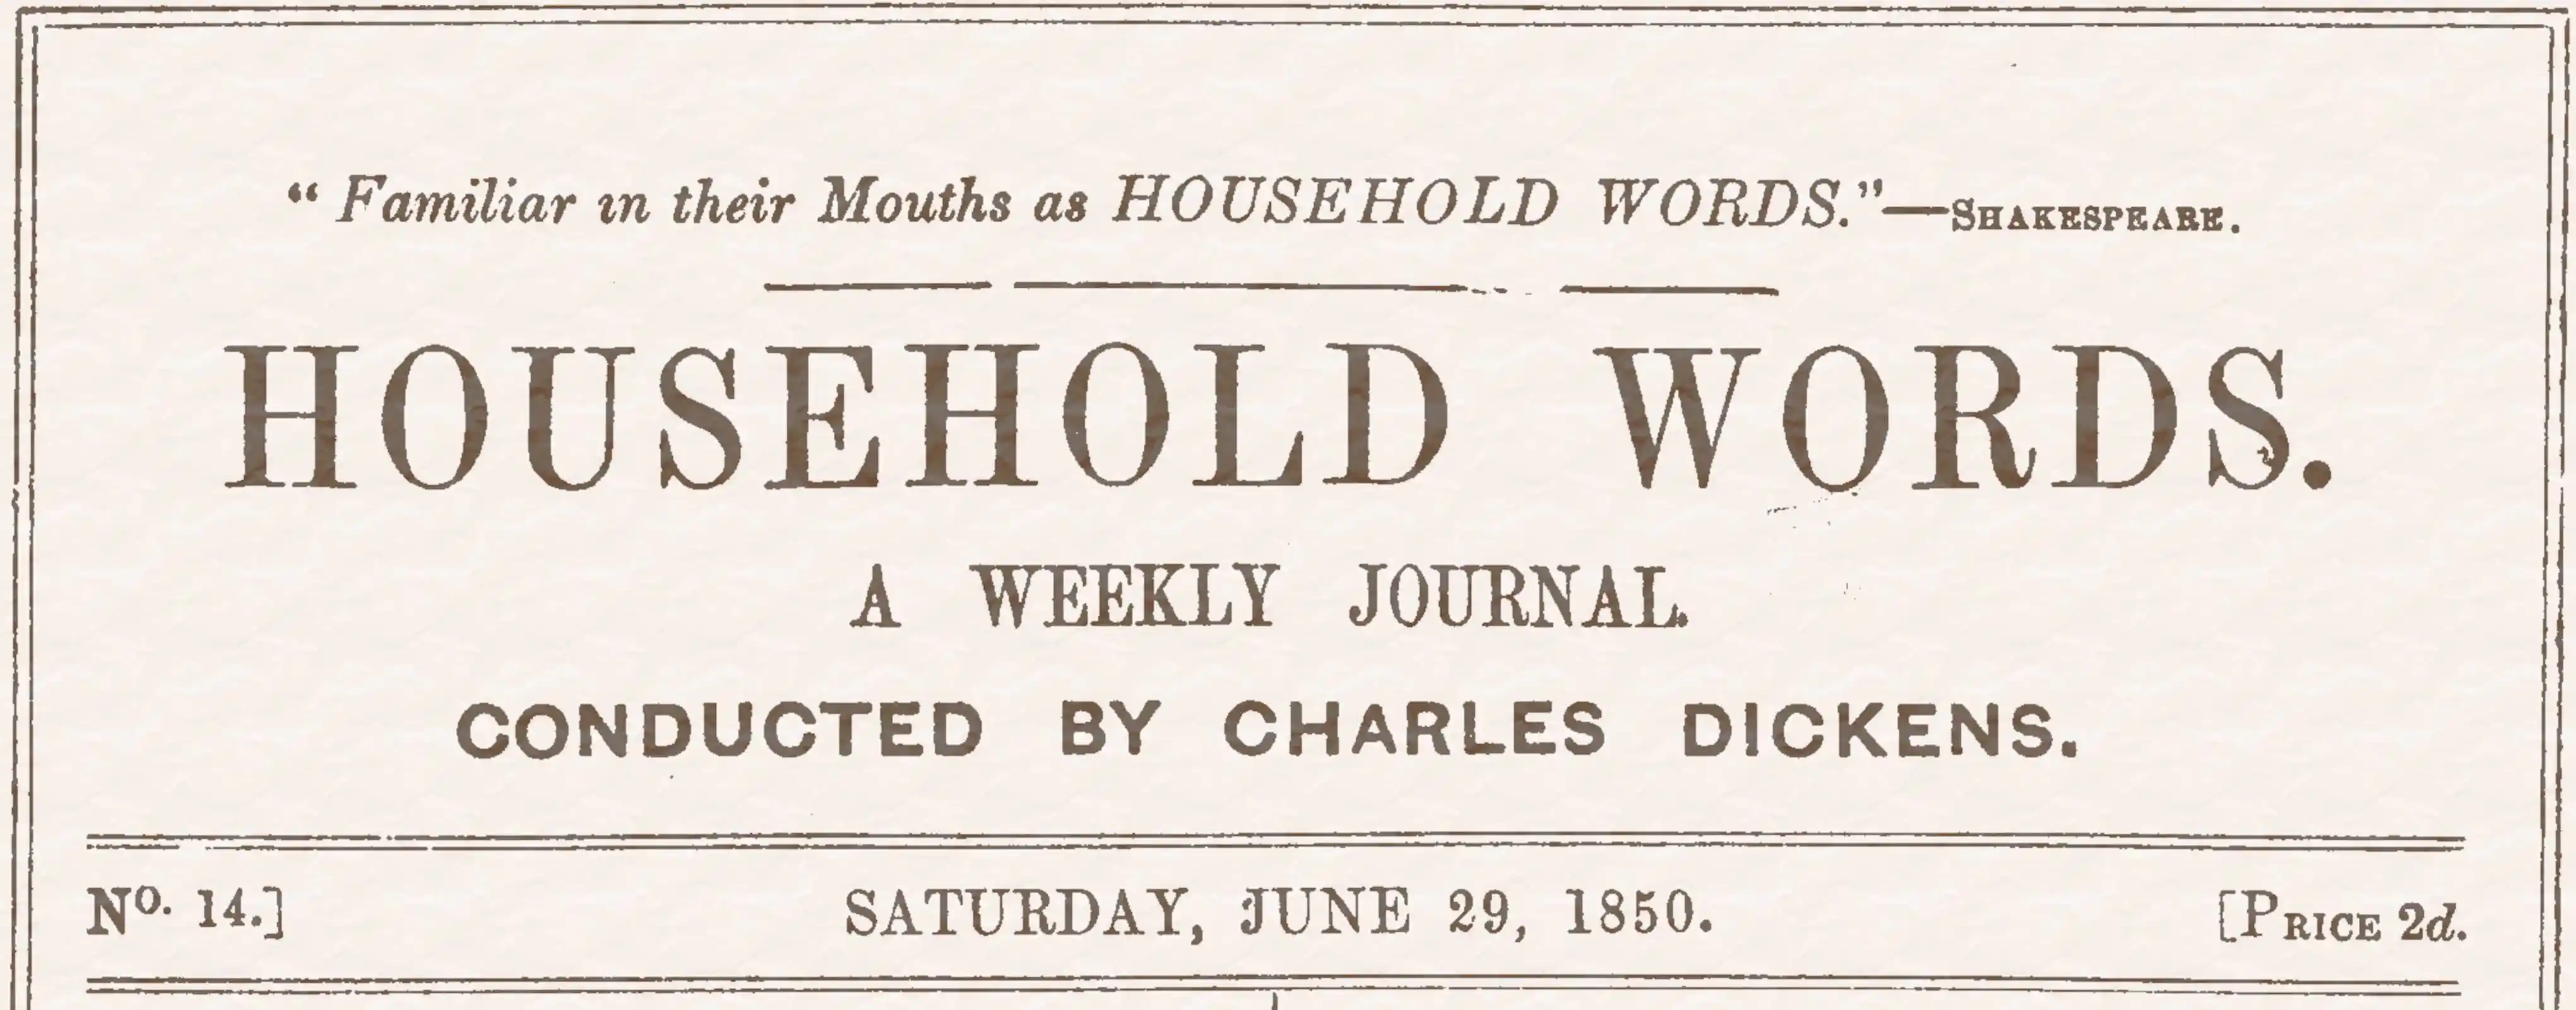 “ Familiar in their Mouths as HOUSEHOLD WORDS.”—SHAKESPEARE.
HOUSEHOLD WORDS.
A WEEKLY JOURNAL.
CONDUCTED BY CHARLES DICKENS.
Nº. 14.] SATURDAY, JUNE 29, 1850. [PRICE 2d.